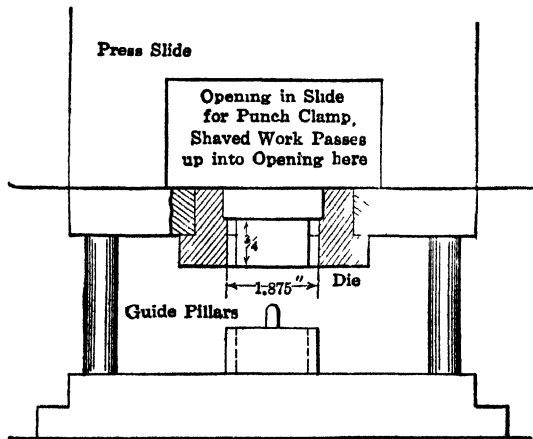 Press Slide
Opening in Slide
for Punch Clamp,
Shaved Work Passes
up into Opening here
3/4
1.875"
Die
Guide Pillars